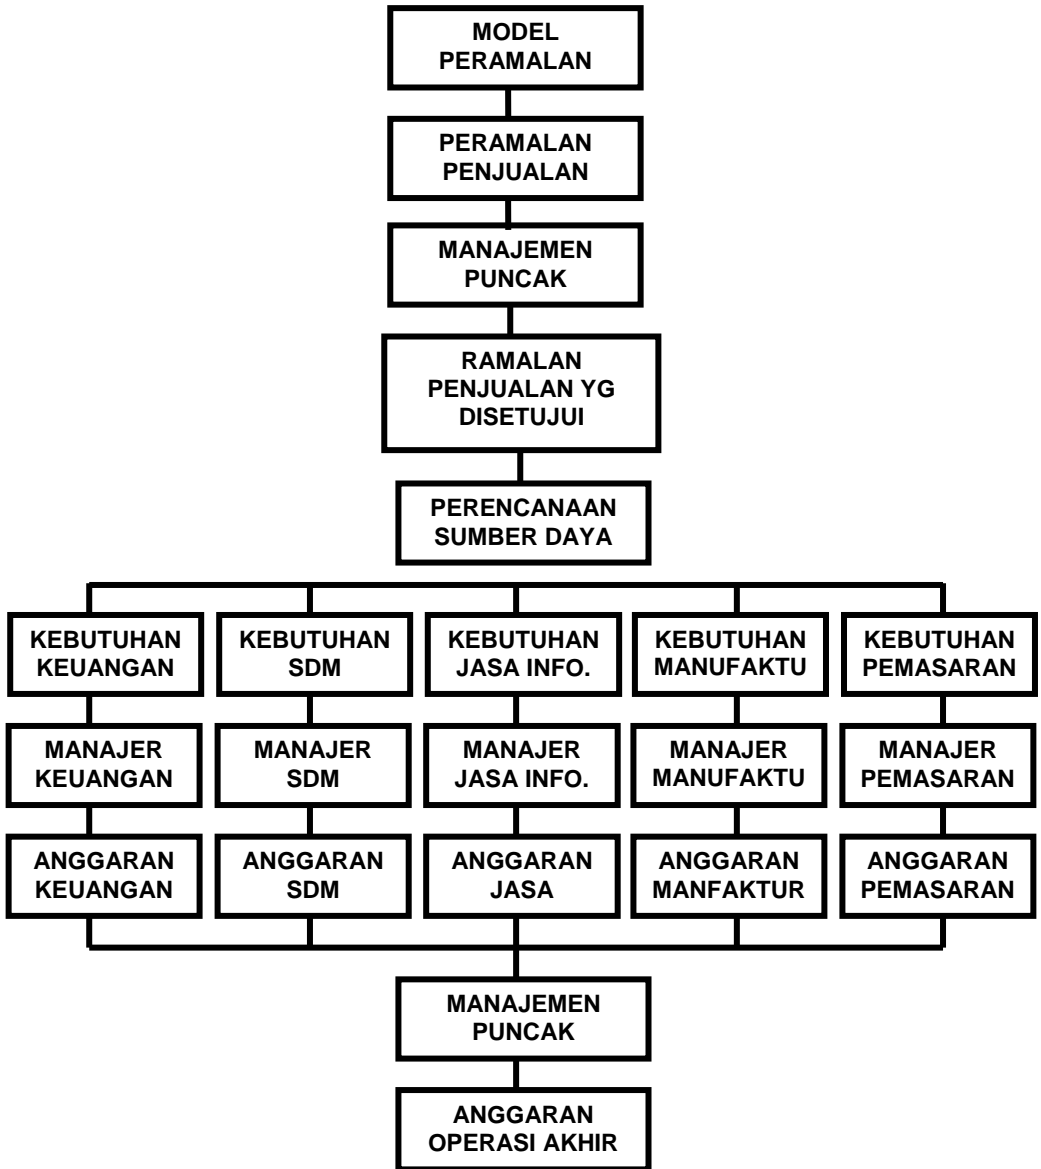 MODEL
PERAMALAN
PERAMALAN
PENJUALAN
MANAJEMEN
PUNCAK
RAMALAN
PENJUALAN YG
DISETUJUI
PERENCANAAN
SUMBER DAYA
KEBUTUHAN
KEUANGAN
KEBUTUHAN
SDM
KEBUTUHAN
JASA INFO.
KEBUTUHAN
MANUFAKTU
KEBUTUHAN
PEMASARAN
MANAJER
KEUANGAN
MANAJER
SDM
MANAJER
JASA INFO.
MANAJER
MANUFAKTU
MANAJER
PEMASARAN
ANGGARAN
KEUANGAN
ANGGARAN
SDM
ANGGARAN
JASA
ANGGARAN
MANFAKTUR
ANGGARAN
PEMASARAN
MANAJEMEN
PUNCAK
ANGGARAN
OPERASI AKHIR